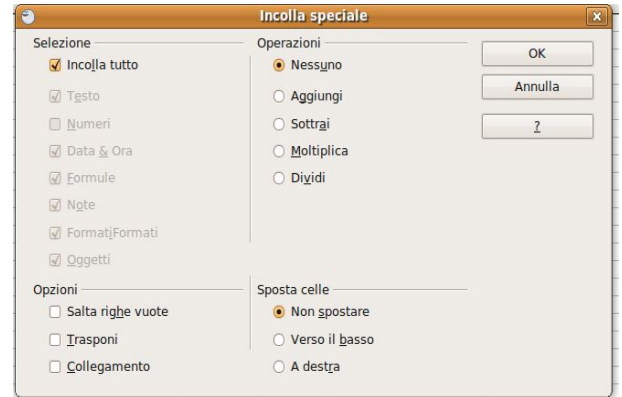 Incolla speciale
Selezione
Incolla tutto
Testo
Numeri
Data & Ora
Formule
Note
FormatiFormati
Oggetti
Operazioni
Nessuno
Aggiungi
Sottrai
Moltiplica
Dividi
OK
Annulla
?
Opzioni
Salta righe vuote
Trasponi
Collegamento
Sposta celle
Non spostare
Verso il basso
A destra